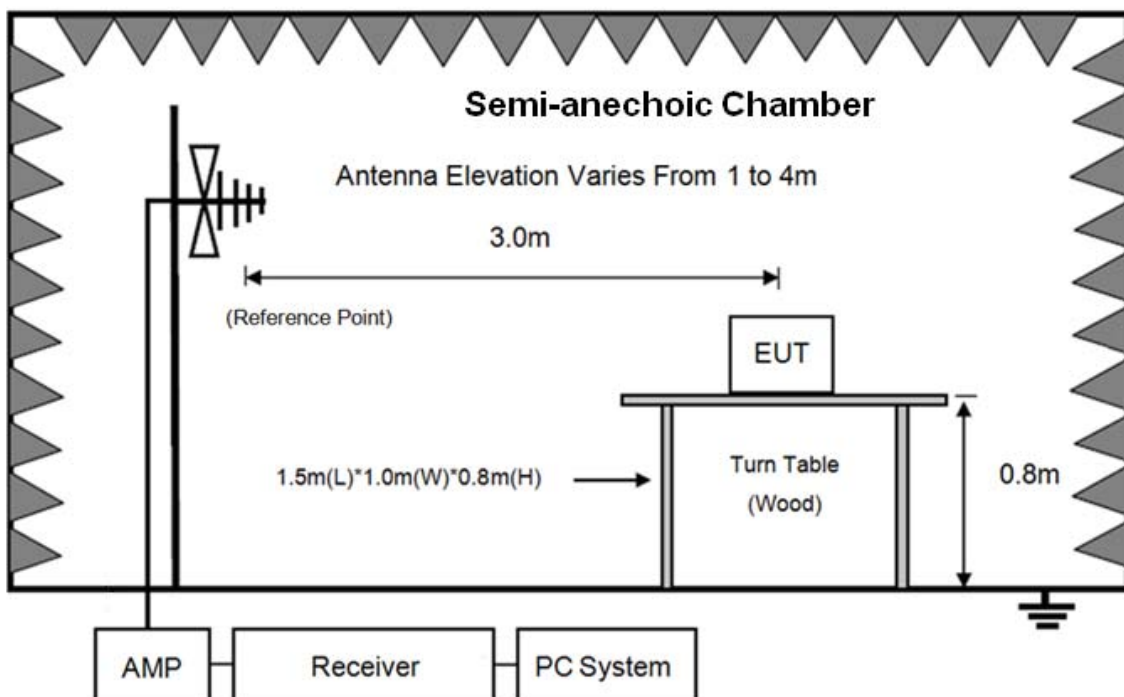 Semi-anechoic Chamber
Antenna Elevation Varies From 1 to 4m
3.0m
(Reference Point)
EUT
1.5m(L)*1.0m(W)*0.8m(H)
Turn Table
(Wood)
0.8m
AMP
Receiver
PC System